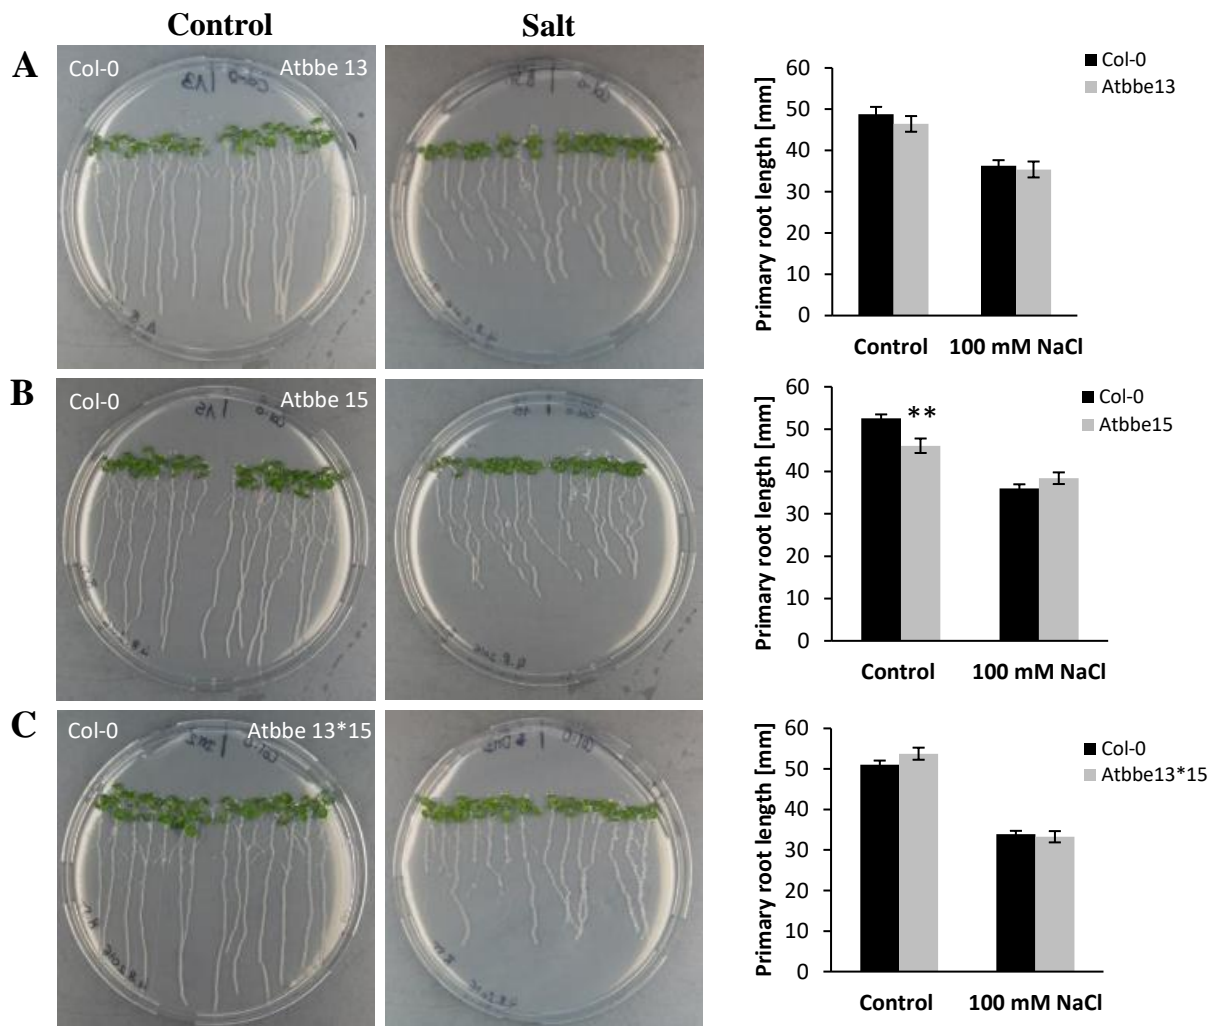 Control Salt
A
Col-0 Atbbe 13
Col-0
Atbbe13
Primary root length [mm]
60
50
40
30
20
10
0
Control 100 mM NaCl
B
Col-0 Atbbe 15
Col-0
Atbbe15
Primary root length [mm]
60
50
40
30
20
10
0
**
Control 100 mM NaCl
C
Col-0 Atbbe 13*15
Col-0
Atbbe13*15
Primary root length [mm]
60
50
40
30
20
10
0
Control 100 mM NaCl